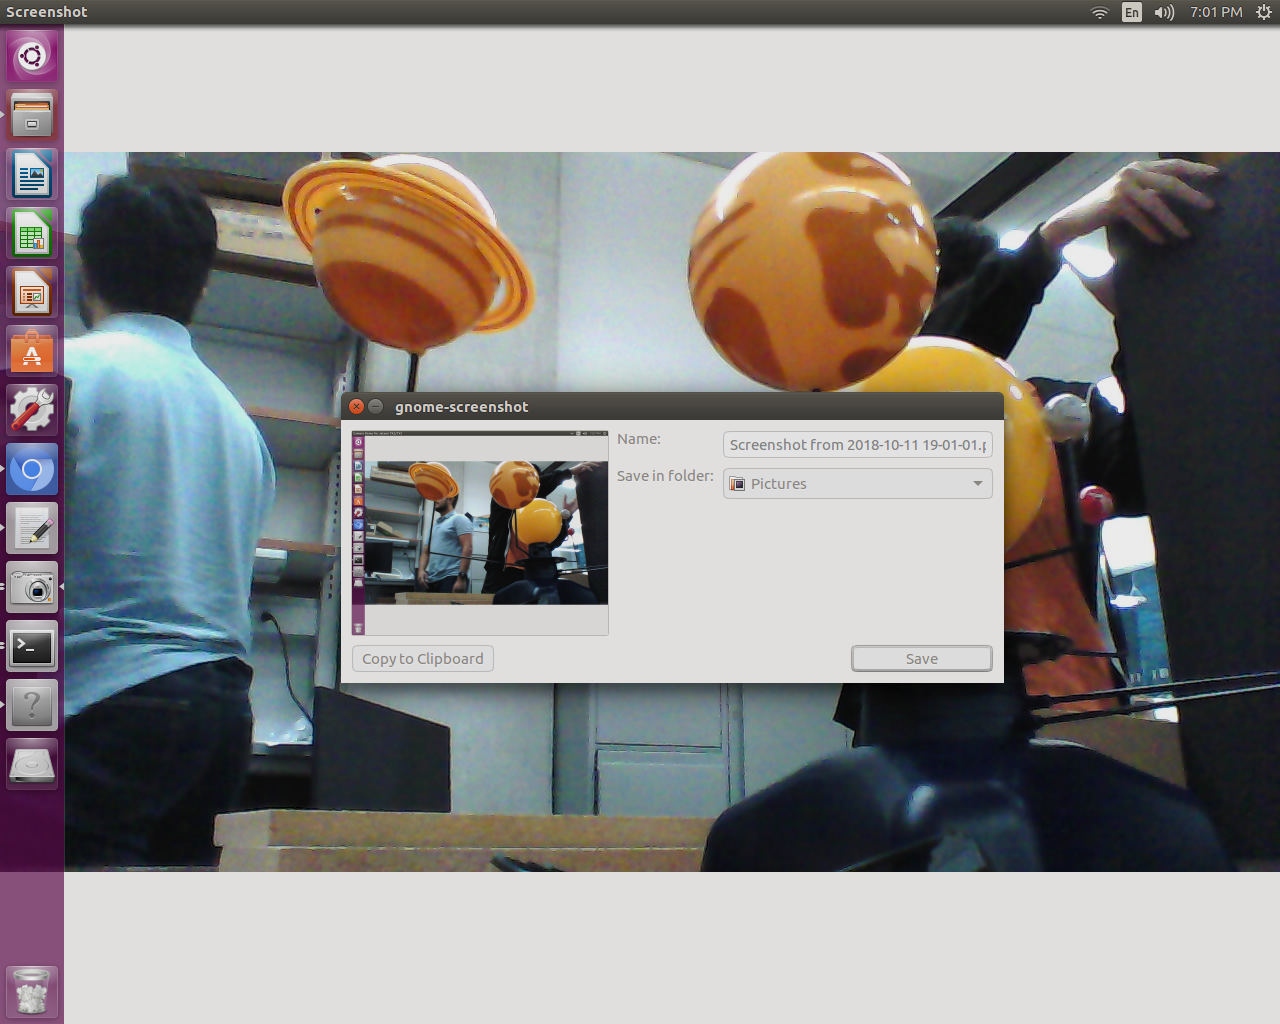 Screenshot
En
7:01 PM
gnome-screenshot
Name:
Screenshot from 2018-10-11 19-01-01.p
Save in folder:
Pictures
Copy to Clipboard
Save